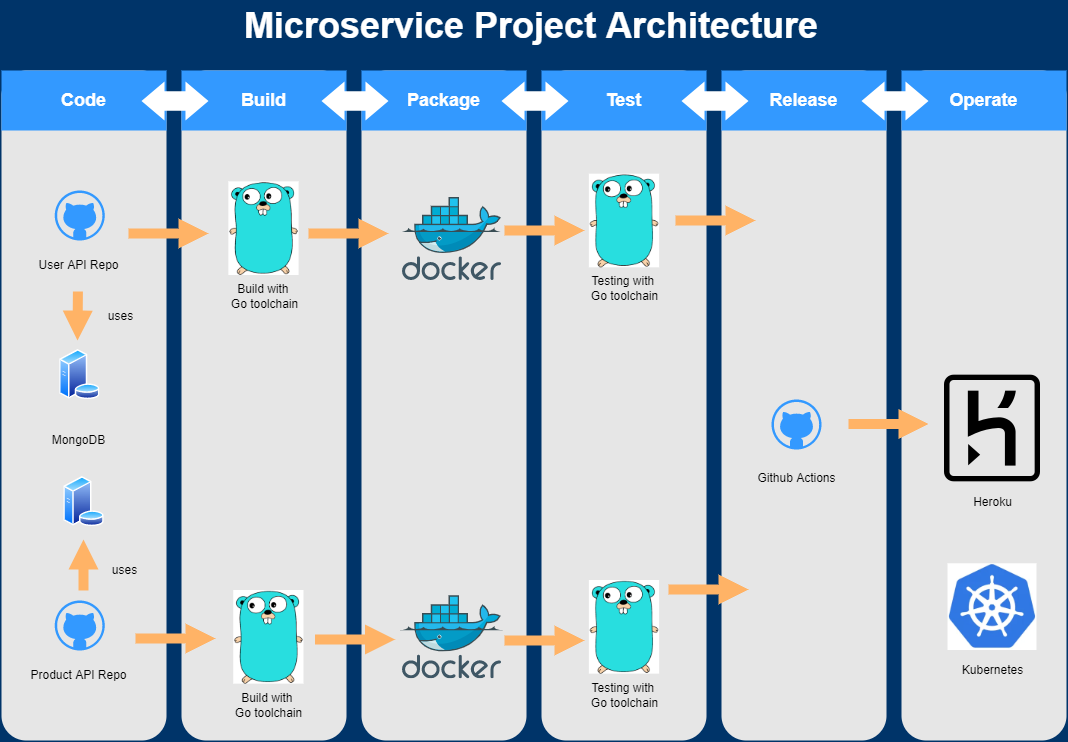 Microservice Project Architecture
Code
Build
Package
Test
Release
Operate
User API Repo
uses
MongoDB
uses
Product API Repo
Build with
Go toolchain
Build with
Go toolchain
docker
docker
Testing with
Go toolchain
Testing with
Go toolchain
Github Actions
Heroku
Kubernetes